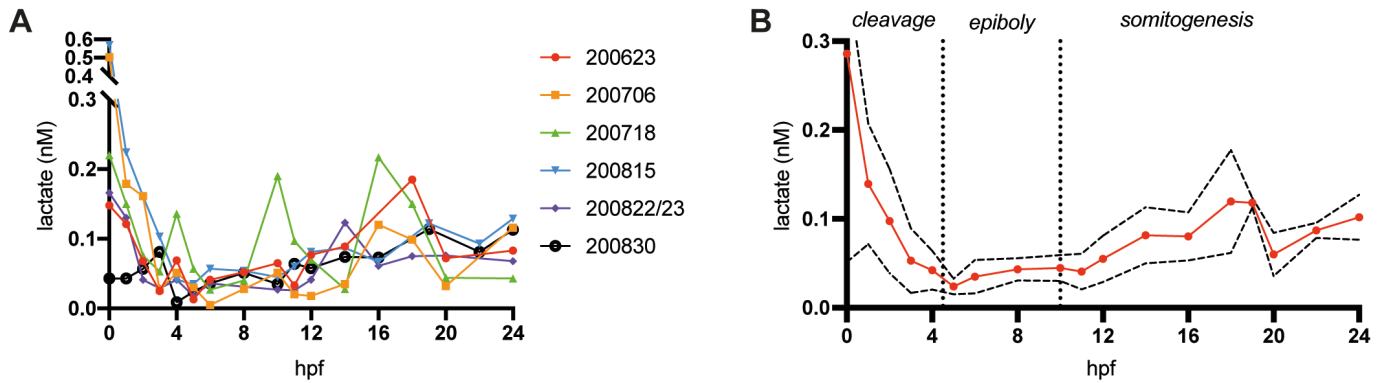 A
0.6
0.5
0.4
0.3
0.2
0.1
0.0
lactate (nM)
0 4 8 12 16 20 24
hpf
200623
200706
200718
200815
200822/23
200830
B
cleavage epiboly somitogenesis
0.3
0.2
0.1
0.0
lactate (nM)
0 4 8 12 16 20 24
hpf